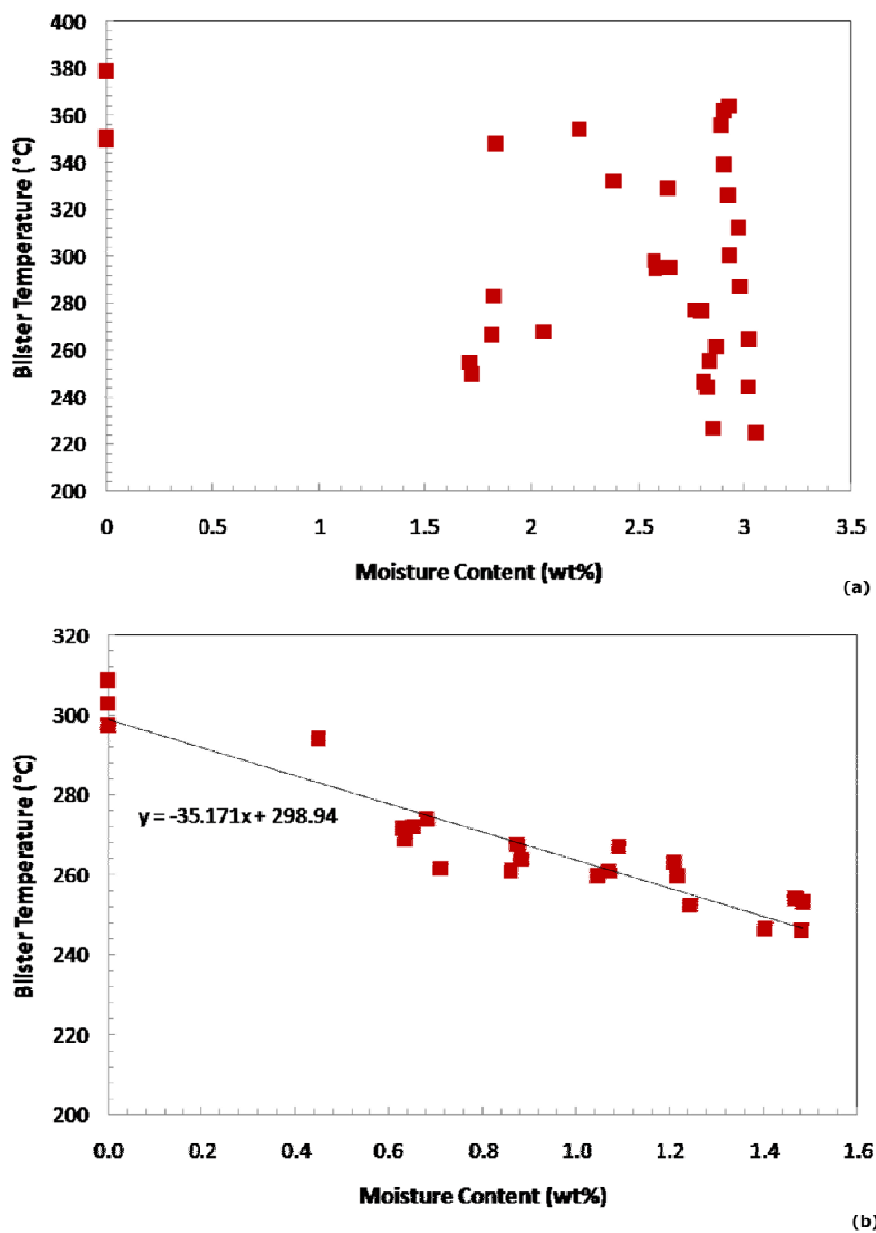 400
380
360
340
320
300
280
260
240
220
200
Blister Temperature (°C)
0 0.5 1 1.5 2 2.5 3 3.5
Moisture Content (wt%)
(a)
320
300
280
260
240
220
200
Blister Temperature (°C)
y = -35.171x + 298.94
0.0 0.2 0.4 0.6 0.8 1.0 1.2 1.4 1.6
Moisture Content (wt%)
(b)